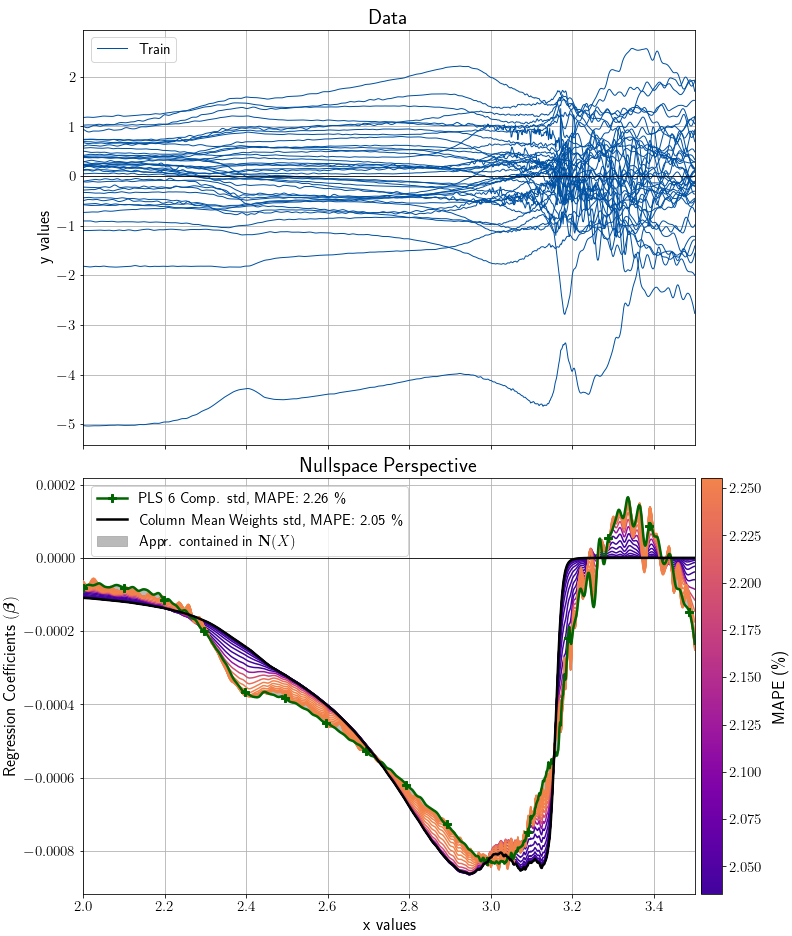 Data
Train
y values
2
1
0
−1
−2
−3
−4
−5
Nullspace Perspective
PLS 6 Comp. std, MAPE: 2.26 %
Column Mean Weights std, MAPE: 2.05 %
Appr. contained in N(X)
Regression Coefficients (β)
0.0002
0.0000
−0.0002
−0.0004
−0.0006
−0.0008
2.0 2.2 2.4 2.6 2.8 3.0 3.2 3.4
x values
2.250
2.225
2.200
2.175
2.150
2.125
2.100
2.075
2.050
MAPE (%)